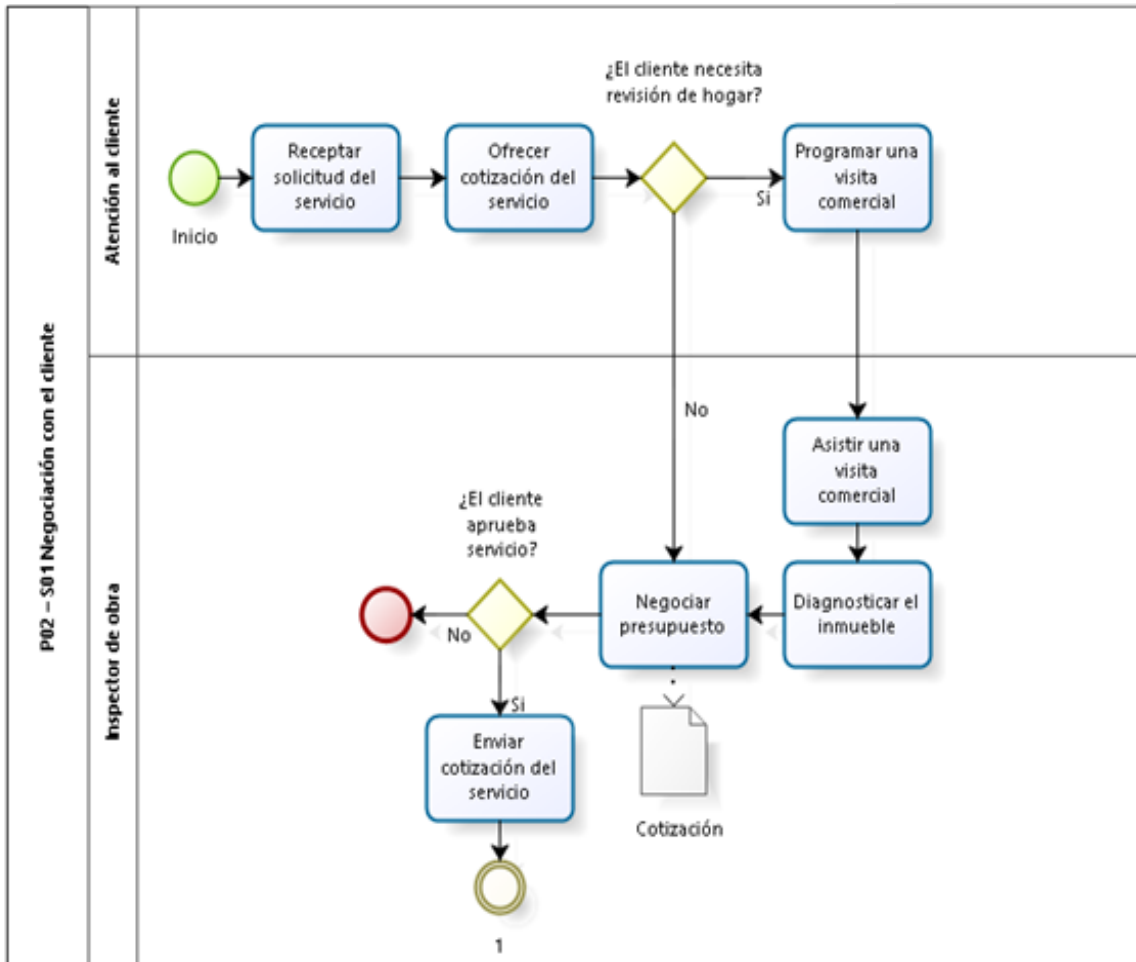 P02 – S01 Negociación con el cliente
Atención al cliente
Inicio
Receptar
solicitud del
servicio
Ofrecer
cotización del
servicio
¿El cliente necesita
revisión de hogar?
Si
Programar una
visita
comercial
No
Inspector de obra
Asistir una
visita
comercial
Diagnosticar el
inmueble
Negociar
presupuesto
Cotización
¿El cliente
aprueba
servicio?
No
Si
Enviar
cotización del
servicio
1